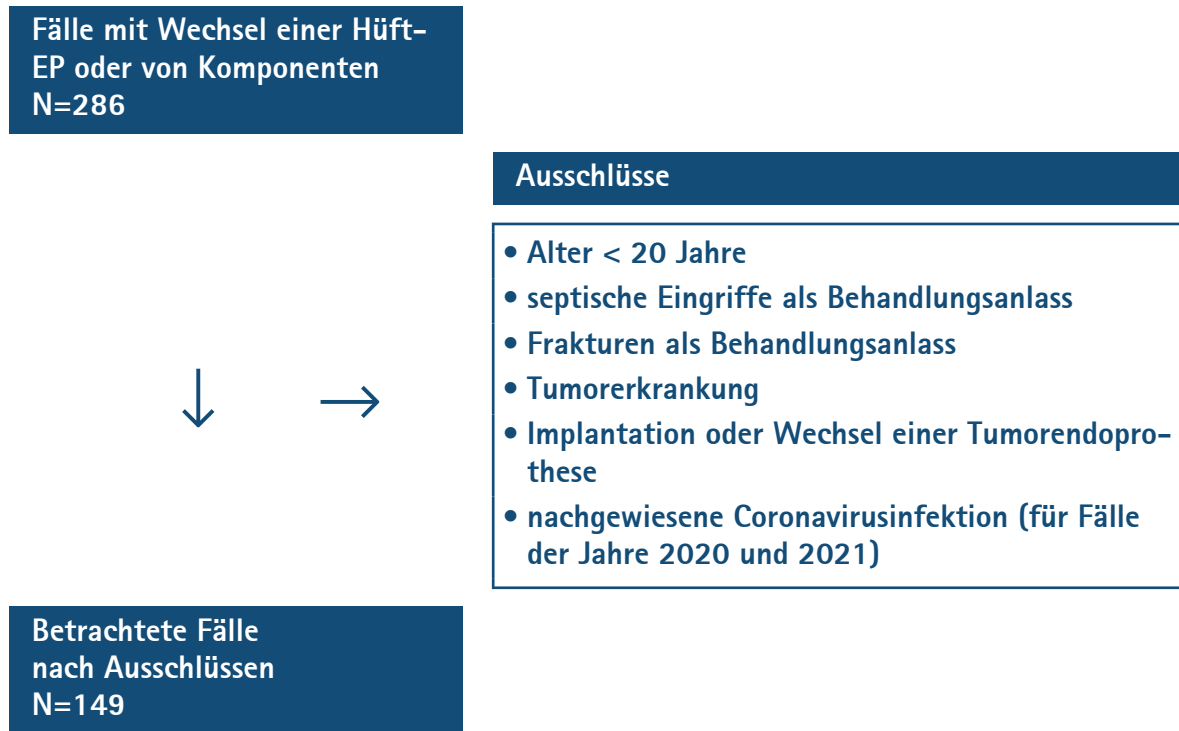 Fälle mit Wechsel einer Hüft-
EP oder von Komponenten
N=286
Ausschlüsse
• Alter < 20 Jahre
• septische Eingriffe als Behandlungsanlass
• Frakturen als Behandlungsanlass
• Tumorerkrankung
• Implantation oder Wechsel einer Tumorendopro-
these
• nachgewiesene Coronavirusinfektion (für Fälle
der Jahre 2020 und 2021)
↓ →
Betrachtete Fälle
nach Ausschlüssen
N=149